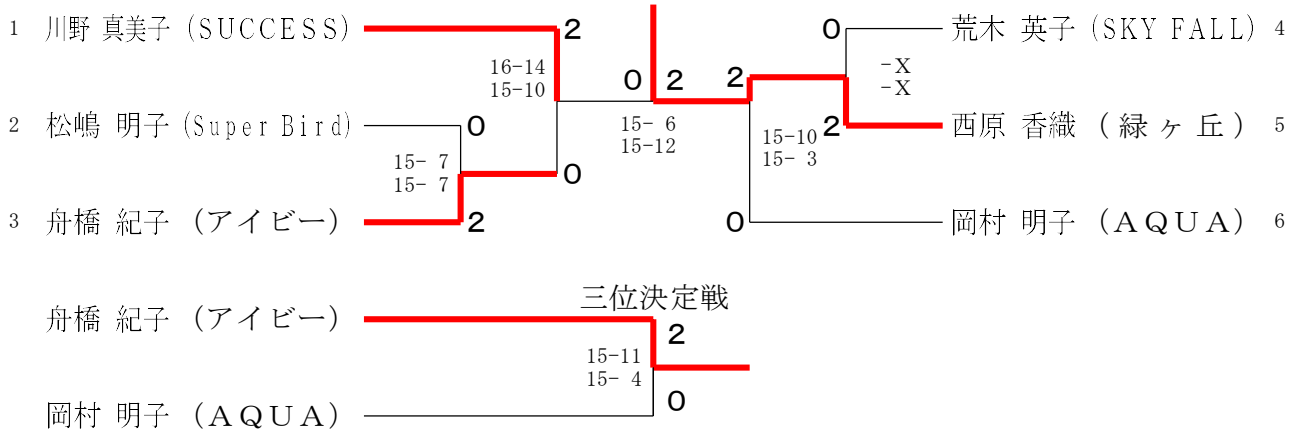 1 川野 真美子 (SUCCESS) 2 0 荒木 英子 (SKY FALL) 4
16-14
15-10
0 2 2
-X
-X
2 松嶋 明子 (Super Bird) 0
15- 6
15-12
15-10
15- 3
2 西原 香織 (緑ヶ丘) 5
15- 7
15- 7
0
3 舟橋 紀子 (アイビー) 2 0 岡村 明子 (AQUA) 6
三位決定戦
舟橋 紀子 (アイビー) 2
15-11
15- 4
岡村 明子 (AQUA) 0